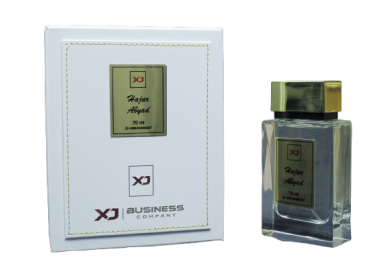 XJ
Hajar
Abyad
70 ml
XJ
XJ | BUSINESS
COMPANY
XJ
Hajar
Abyad
70 ml